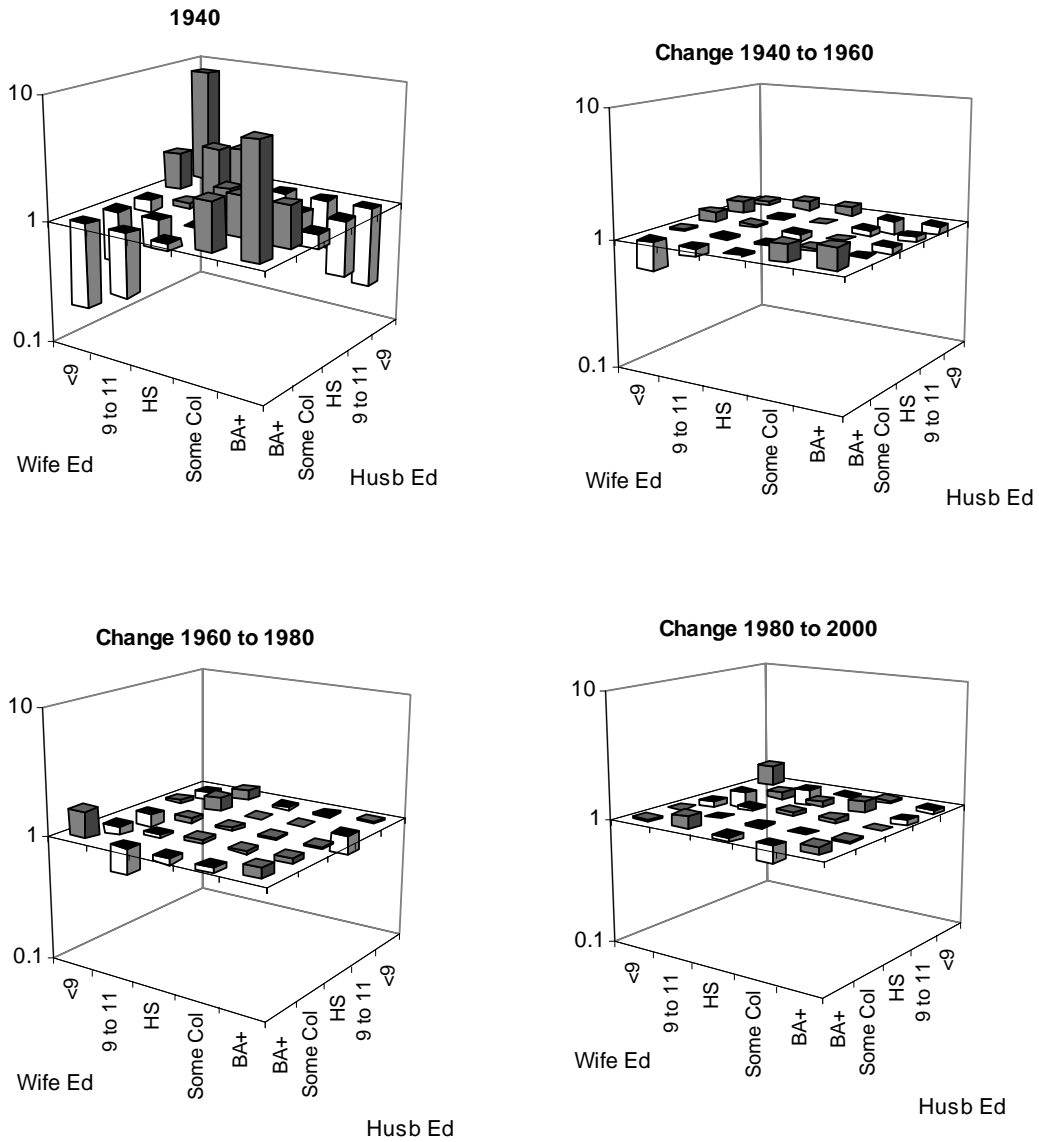 1940
10
1
0.1
<9
9 to 11
HS
Some Col
BA+
BA+
Some Col
HS
9 to 11
<9
Wife Ed
Husb Ed
Change 1940 to 1960
10
1
0.1
<9
9 to 11
HS
Some Col
BA+
BA+
Some Col
HS
9 to 11
<9
Wife Ed
Husb Ed
Change 1960 to 1980
10
1
0.1
<9
9 to 11
HS
Some Col
BA+
BA+
Some Col
HS
9 to 11
<9
Wife Ed
Husb Ed
Change 1980 to 2000
10
1
0.1
<9
9 to 11
HS
Some Col
BA+
BA+
Some Col
HS
9 to 11
<9
Wife Ed
Husb Ed